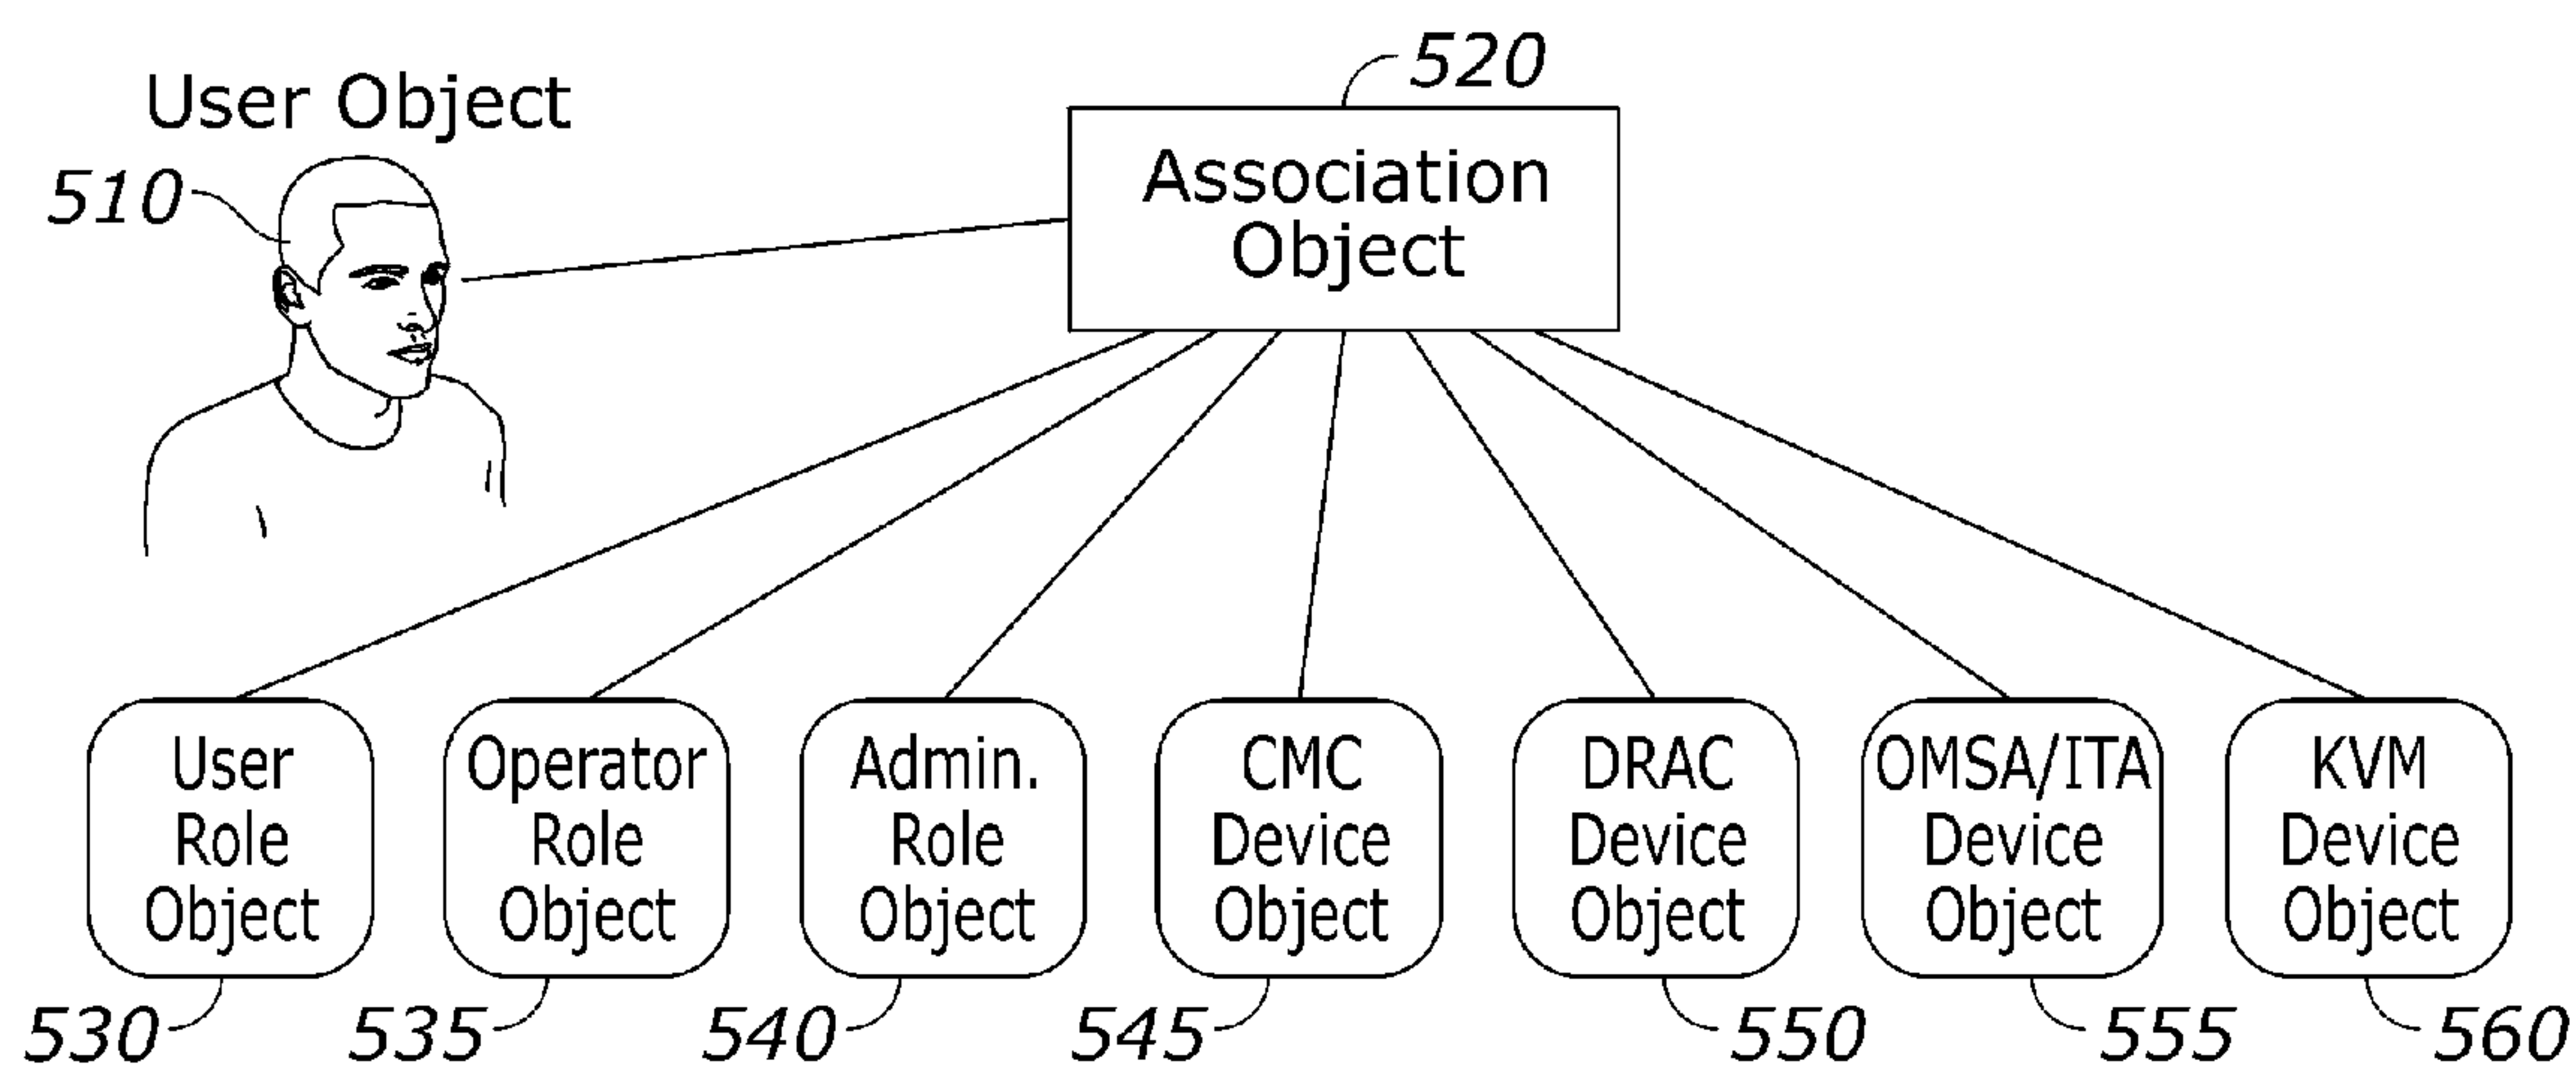 520
User Object
510
Association
Object
User
Role
Object
Operator
Role
Object
Admin.
Role
Object
CMC
Device
Object
DRAC
Device
Object
OMSA/ITA
Device
Object
KVM
Device
Object
530
535
540
545
550
555
560